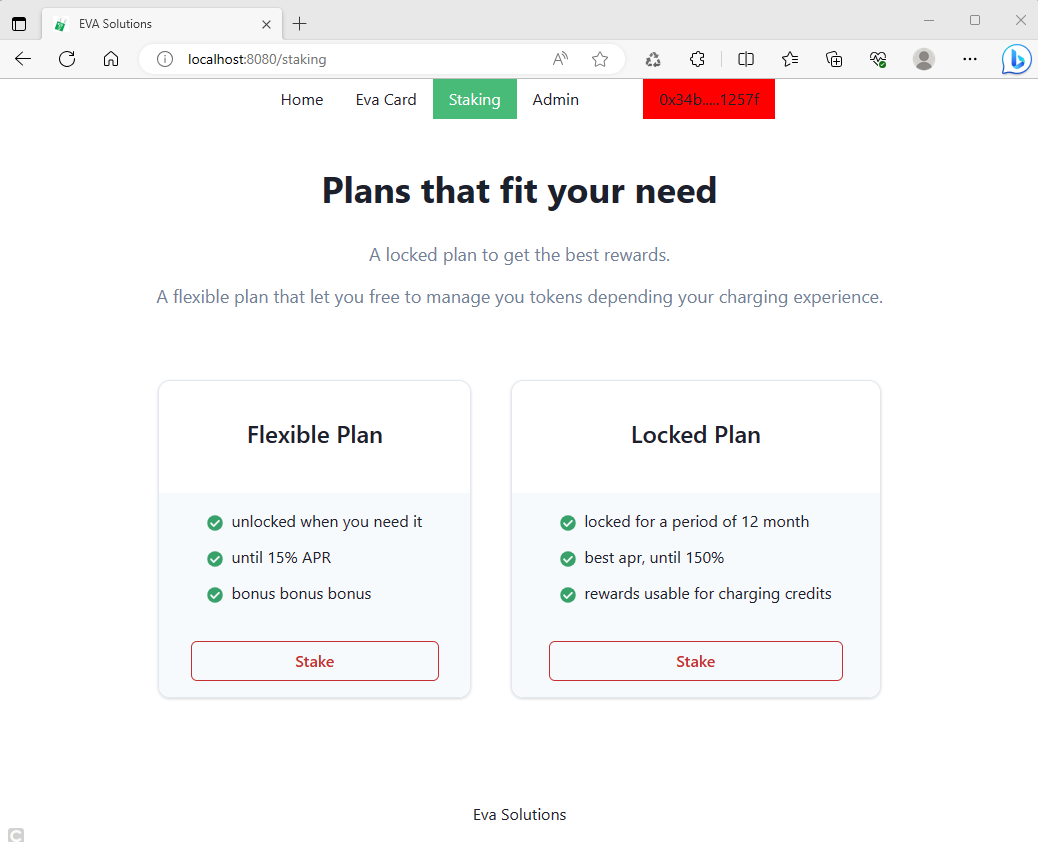 EVA Solutions
localhost:8080/staking
Home Eva Card Staking Admin 0x34b.....1257f
Plans that fit your need
A locked plan to get the best rewards.
A flexible plan that let you free to manage you tokens depending your charging experience.
Flexible Plan
unlocked when you need it
until 15% APR
bonus bonus bonus
Stake
Locked Plan
locked for a period of 12 month
best apr, until 150%
rewards usable for charging credits
Stake
Eva Solutions